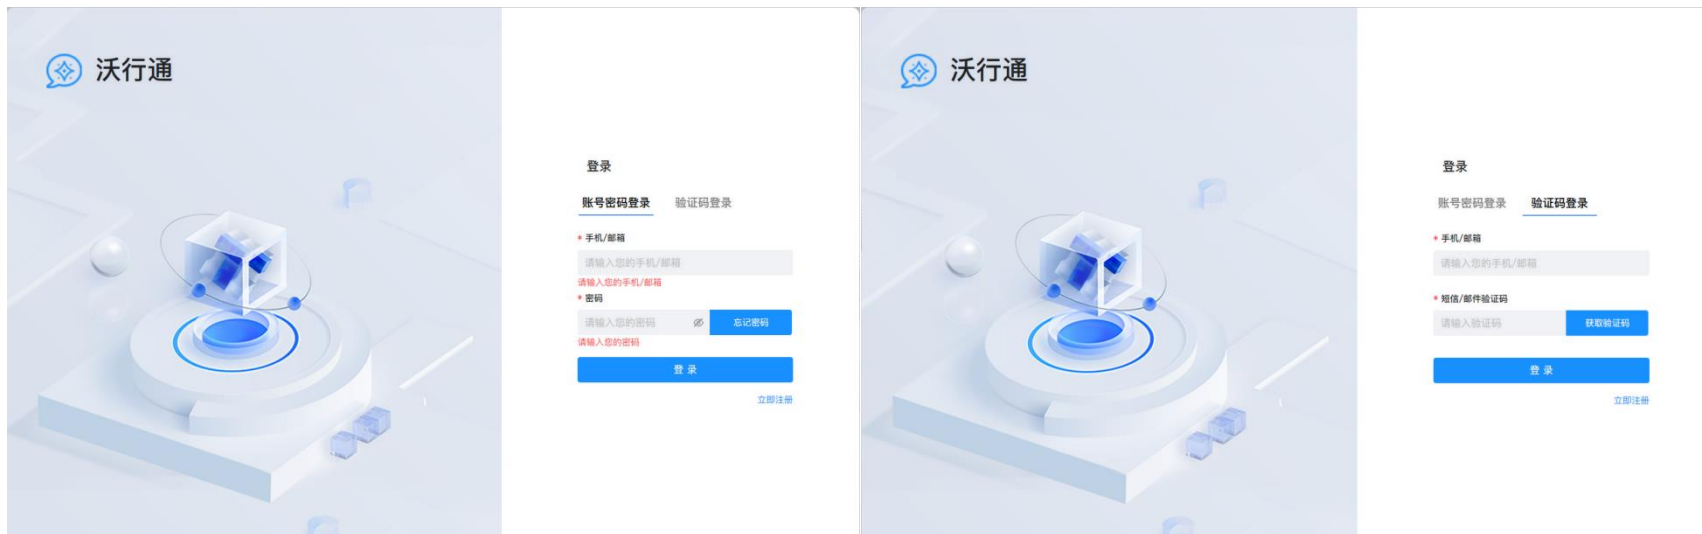 沃行通
登录
账号密码登录 验证码登录
* 手机/邮箱
请输入您的手机/邮箱
请输入您的手机/邮箱
* 密码
请输入您的密码 忘记密码
请输入您的密码
登 录
立即注册
沃行通
登录
账号密码登录 验证码登录
* 手机/邮箱
请输入您的手机/邮箱
* 短信/邮件验证码
请输入验证码 获取验证码
登 录
立即注册